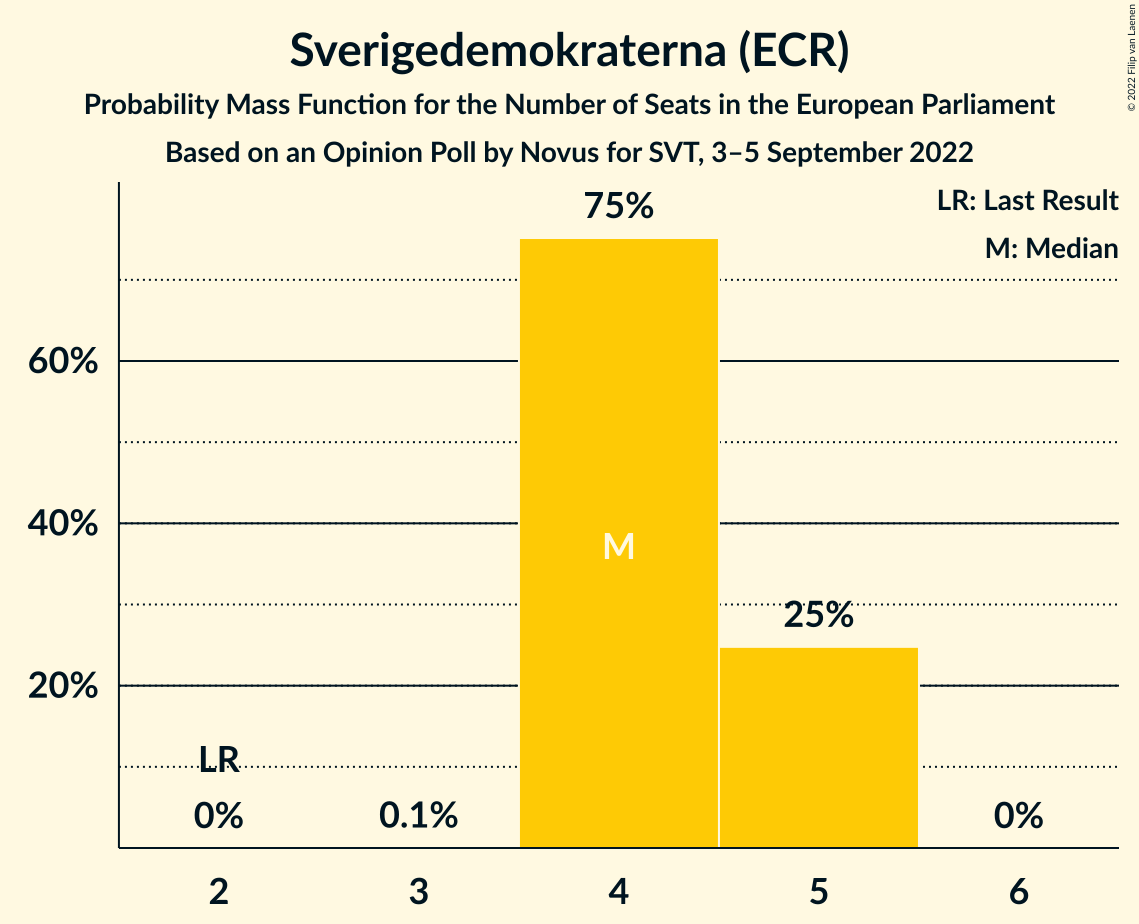 Sverigedemokraterna (ECR)
Probability Mass Function for the Number of Seats in the European Parliament
Based on an Opinion Poll by Novus for SVT, 3–5 September 2022
© 2022 Filip van Laenen
LR: Last Result
M: Median
75%
60%
40%
M
25%
20%
LR
0%
0.1%
0%
2
3
4
5
6